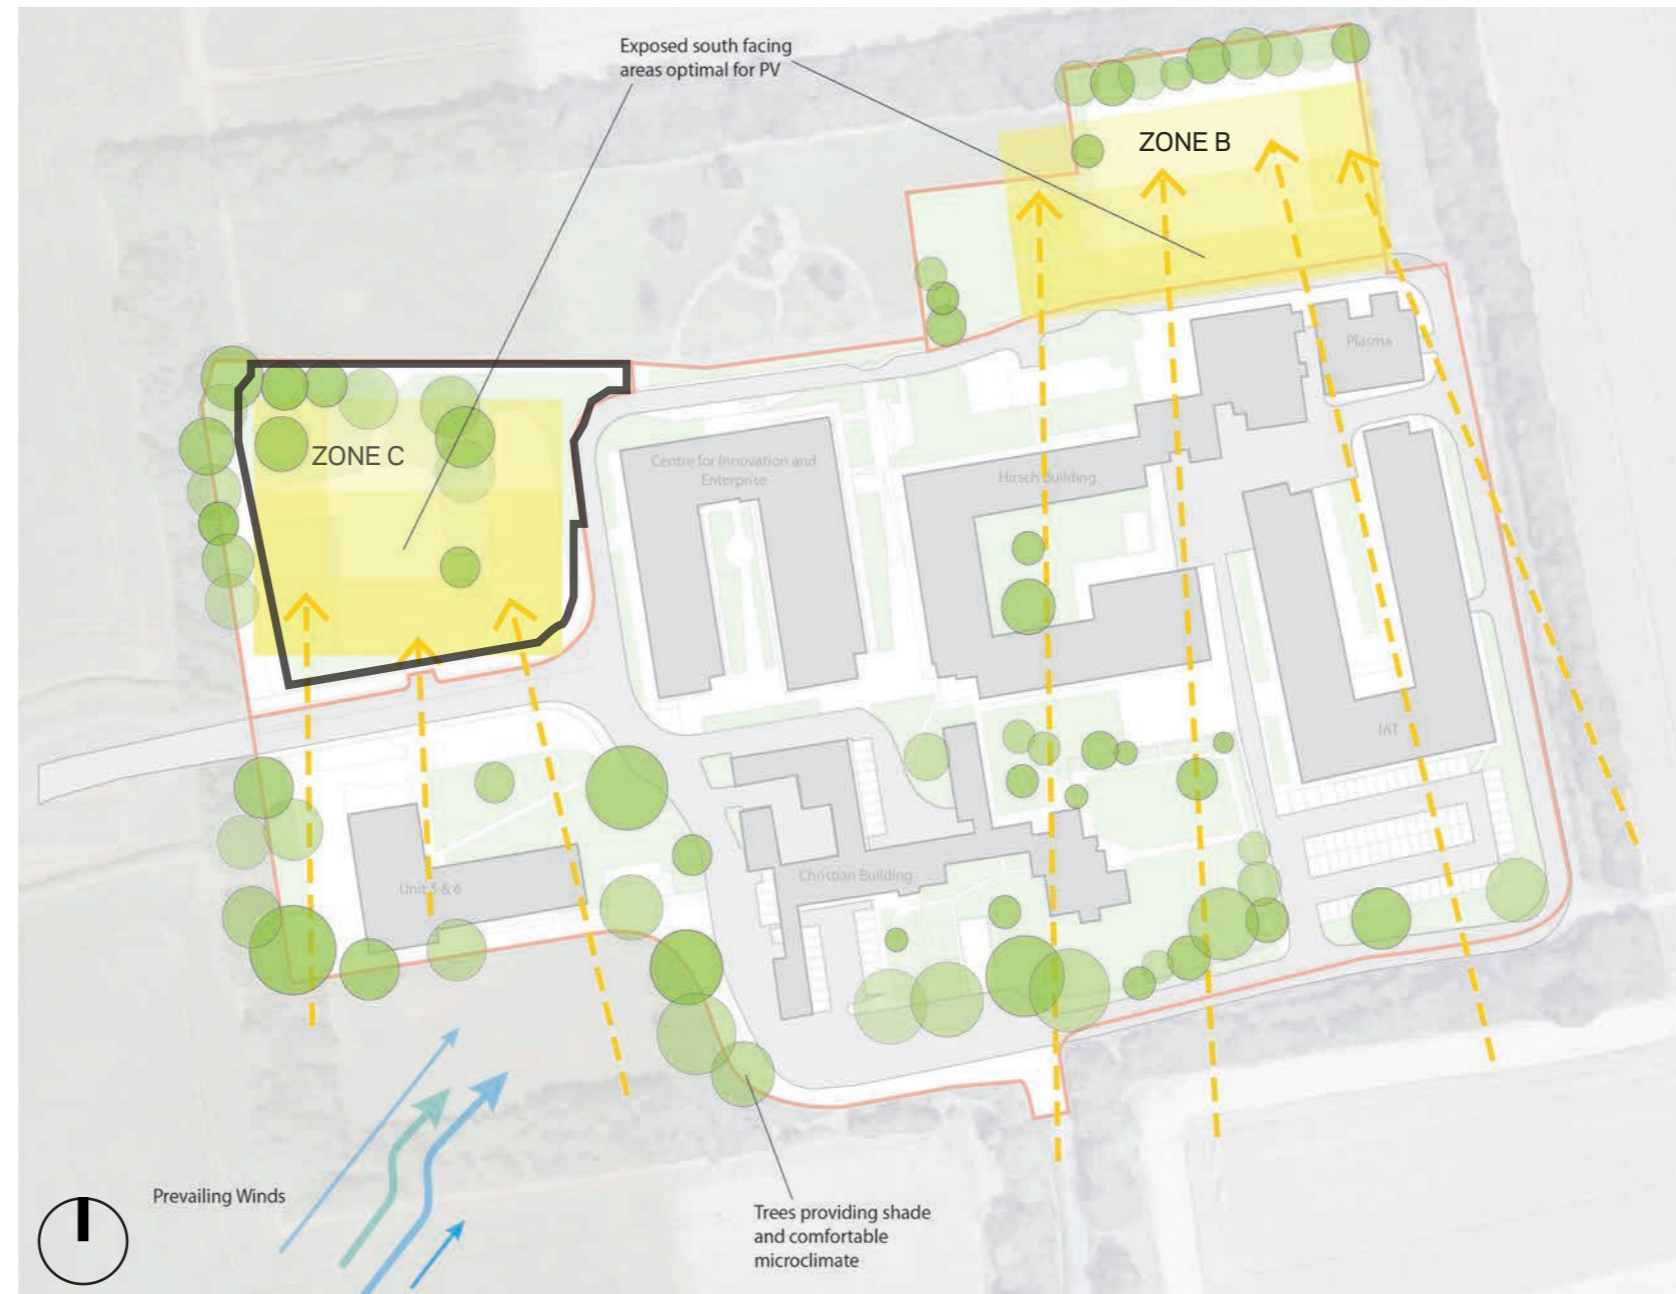 Exposed south facing
areas optimal for PV
ZONE B
Plasma
ZONE C
Centre for Innovation and
Enterprise
Hirsch Building
IAT
Unit 5 & 6
Christian Building
Prevailing Winds
Trees providing shade
and comfortable
microclimate